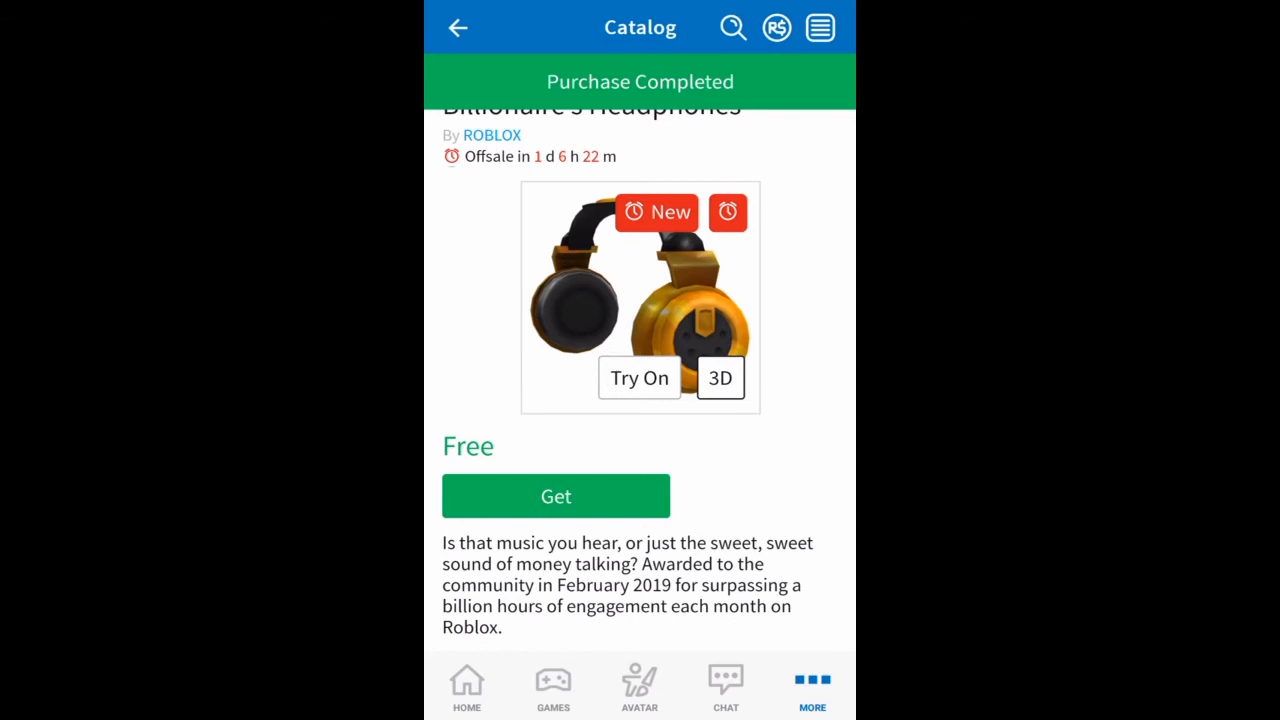 Catalog
R$
Purchase Completed
Billionaire's Headphones
By ROBLOX
Offsale in 1 d 6 h 22 m
New
Try On
3D
Free
Get
Is that music you hear, or just the sweet, sweet
sound of money talking? Awarded to the
community in February 2019 for surpassing a
billion hours of engagement each month on
Roblox.
HOME
GAMES
AVATAR
CHAT
MORE